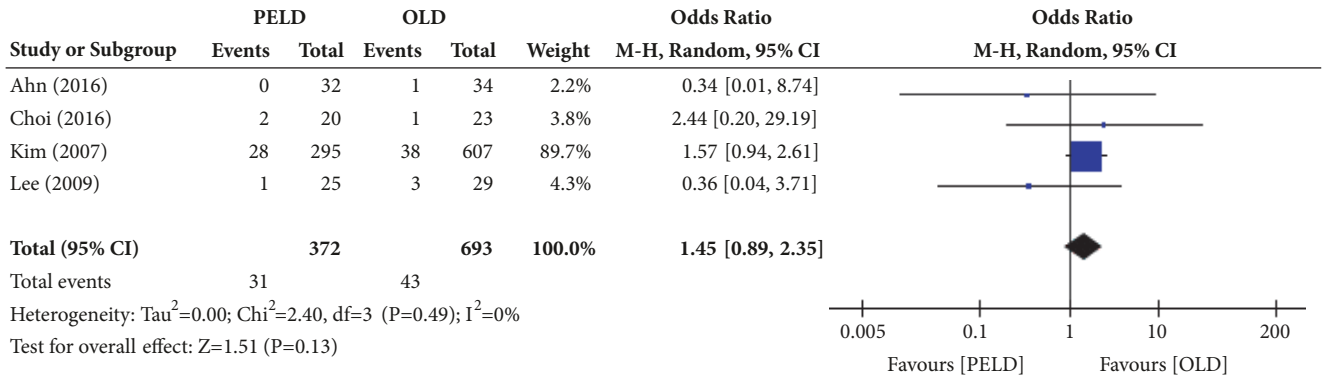 PELD OLD Odds Ratio Odds Ratio
Study or Subgroup Events Total Events Total Weight M-H, Random, 95% CI M-H, Random, 95% CI
Ahn (2016) 0 32 1 34 2.2% 0.34 [0.01, 8.74]
Choi (2016) 2 20 1 23 3.8% 2.44 [0.20, 29.19]
Kim (2007) 28 295 38 607 89.7% 1.57 [0.94, 2.61]
Lee (2009) 1 25 3 29 4.3% 0.36 [0.04, 3.71]
Total (95% CI) 372 693 100.0% 1.45 [0.89, 2.35]
Total events 31 43
Heterogeneity: Tau²=0.00; Chi²=2.40, df=3 (P=0.49); I²=0%
Test for overall effect: Z=1.51 (P=0.13)
0.005 0.1 1 10 200
Favours [PELD] Favours [OLD]